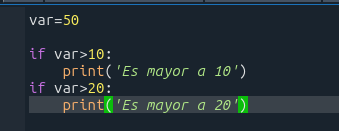 var=50
if var>10:
    print('Es mayor a 10')
if var>20:
    print('Es mayor a 20')